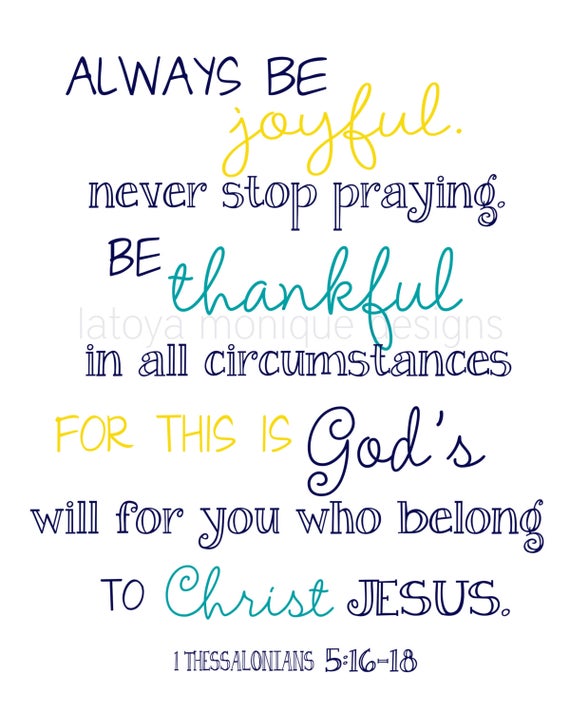 ALWAYS BE
joyful.
never stop praying.
BE
thankful
latoya monique designs
in all circumstances
FOR THIS IS God's
will for you who belong
TO Christ JESUS.
1 THESSALONIANS 5:16-18